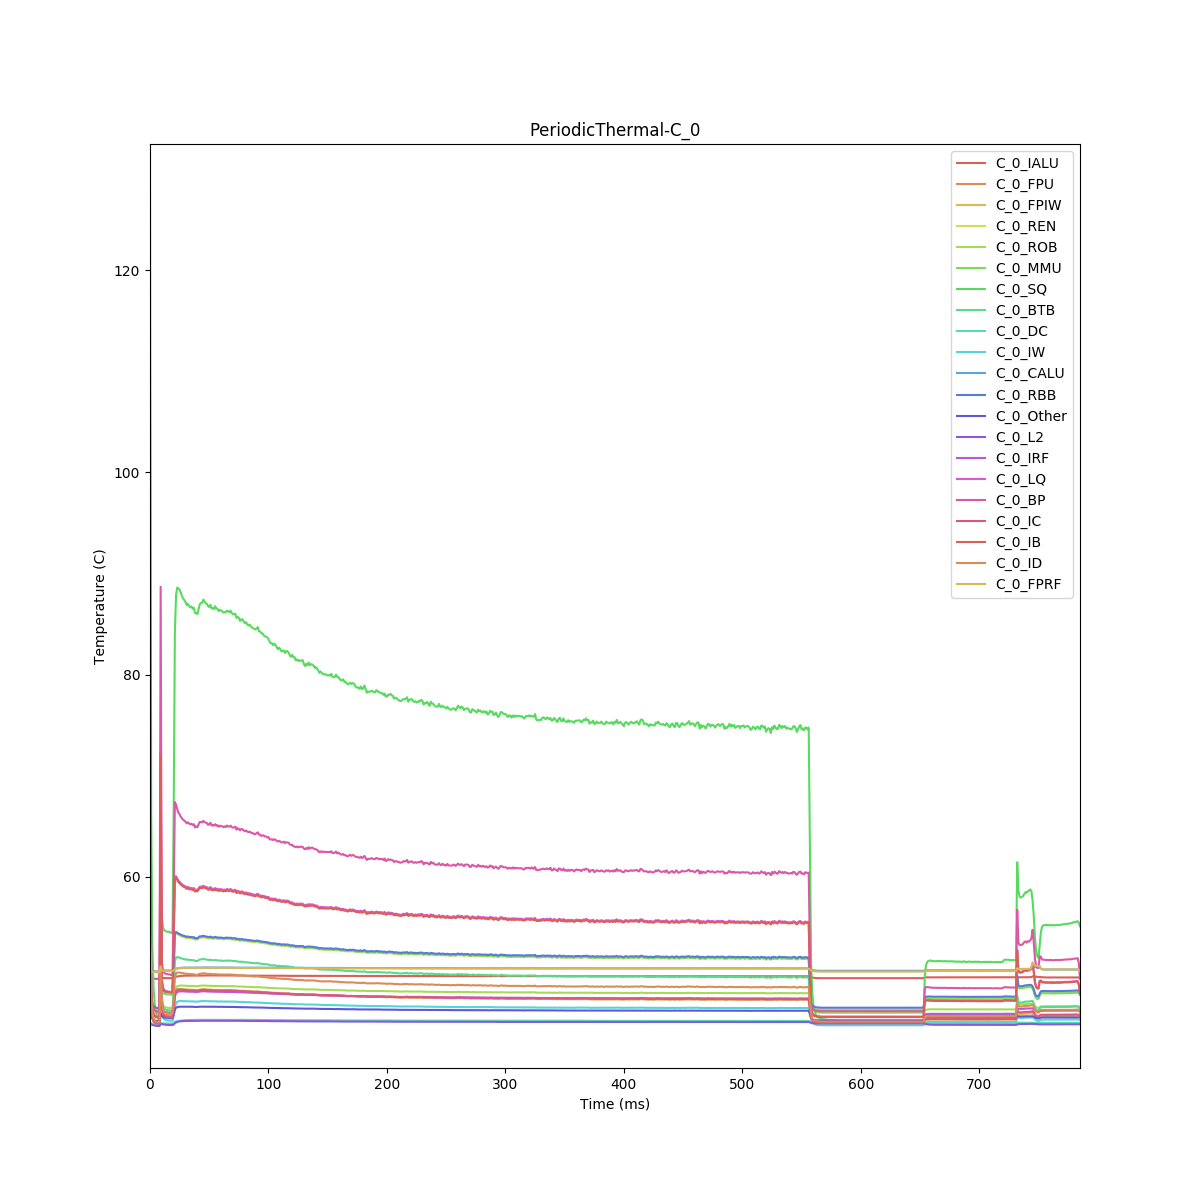 PeriodicThermal-C_0
C_0_IALU
C_0_FPU
C_0_FPIW
C_0_REN
C_0_ROB
C_0_MMU
C_0_SQ
C_0_BTB
C_0_DC
C_0_IW
C_0_CALU
C_0_RBB
C_0_Other
C_0_L2
C_0_IRF
C_0_LQ
C_0_BP
C_0_IC
C_0_IB
C_0_ID
C_0_FPRF
120
100
80
60
Temperature (C)
0 100 200 300 400 500 600 700
Time (ms)